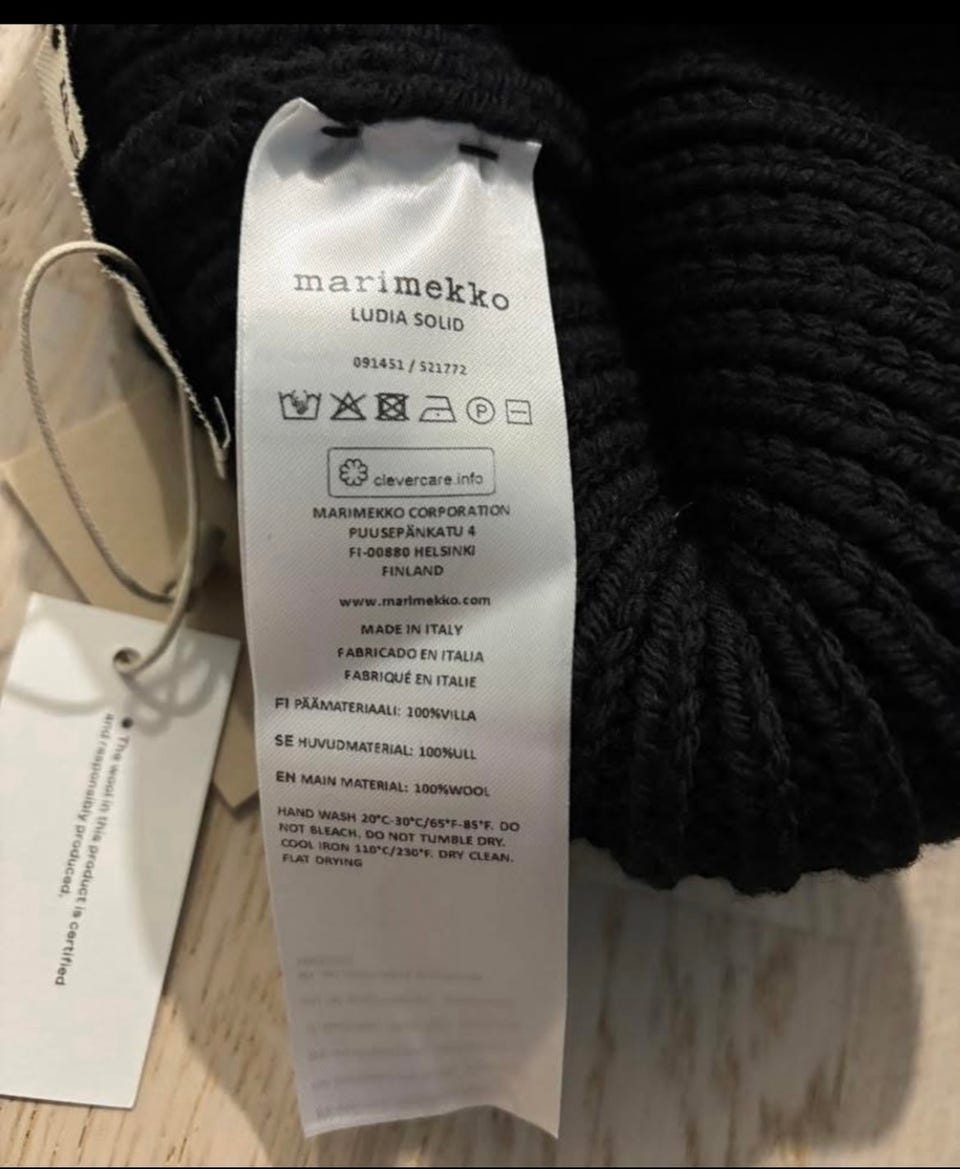 marimekko
LUDIA SOLID
091451 / S21772
P
clevercare.info
MARIMEKKO CORPORATION
PUUSEPÄNKATU 4
FI-00880 HELSINKI
FINLAND
www.marimekko.com
MADE IN ITALY
FABRICADO EN ITALIA
FABRIQUÉ EN ITALIE
FI PÄÄMATERIAALI: 100%VILLA
SE HUVUDMATERIAL: 100%ULL
EN MAIN MATERIAL: 100%WOOL
HAND WASH 20°C-30°C/65°F-85°F. DO
NOT BLEACH. DO NOT TUMBLE DRY.
COOL IRON 110°C/230°F. DRY CLEAN.
FLAT DRYING
● The wool in this product is certified
and responsibly produced.